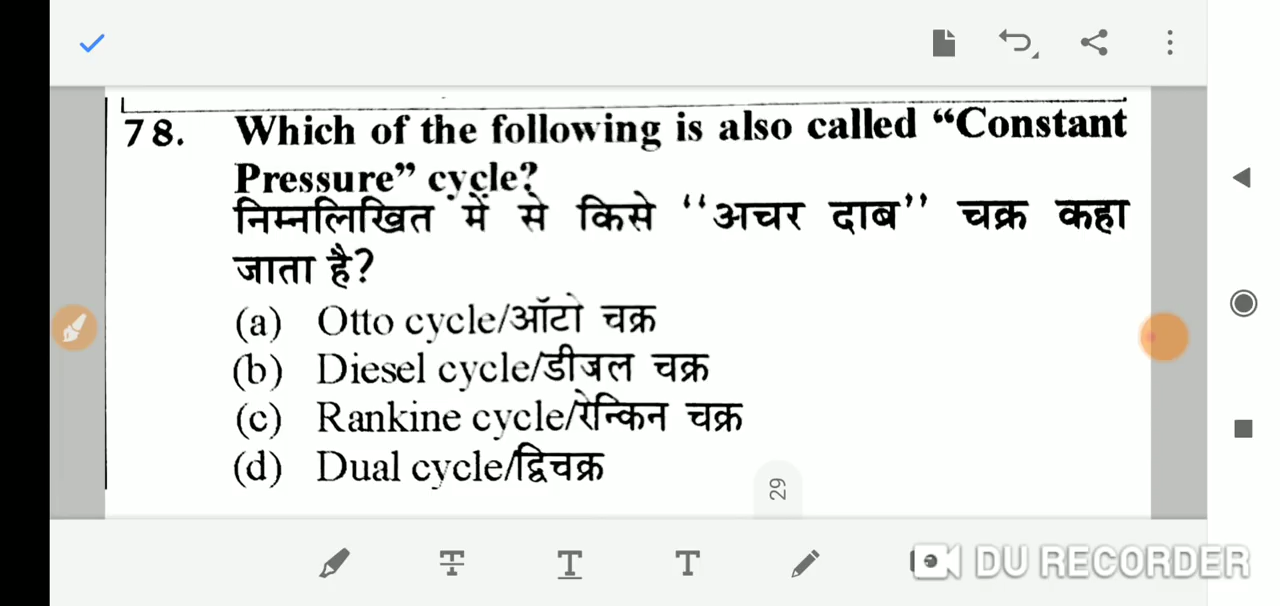 78. Which of the following is also called “Constant
Pressure” cycle?
निम्नलिखित में से किसे ‘‘अचर दाब’’ चक्र कहा
जाता है?
(a) Otto cycle/ऑटो चक्र
(b) Diesel cycle/डीजल चक्र
(c) Rankine cycle/रेन्किन चक्र
(d) Dual cycle/द्विचक्र
29
T T T
DU RECORDER